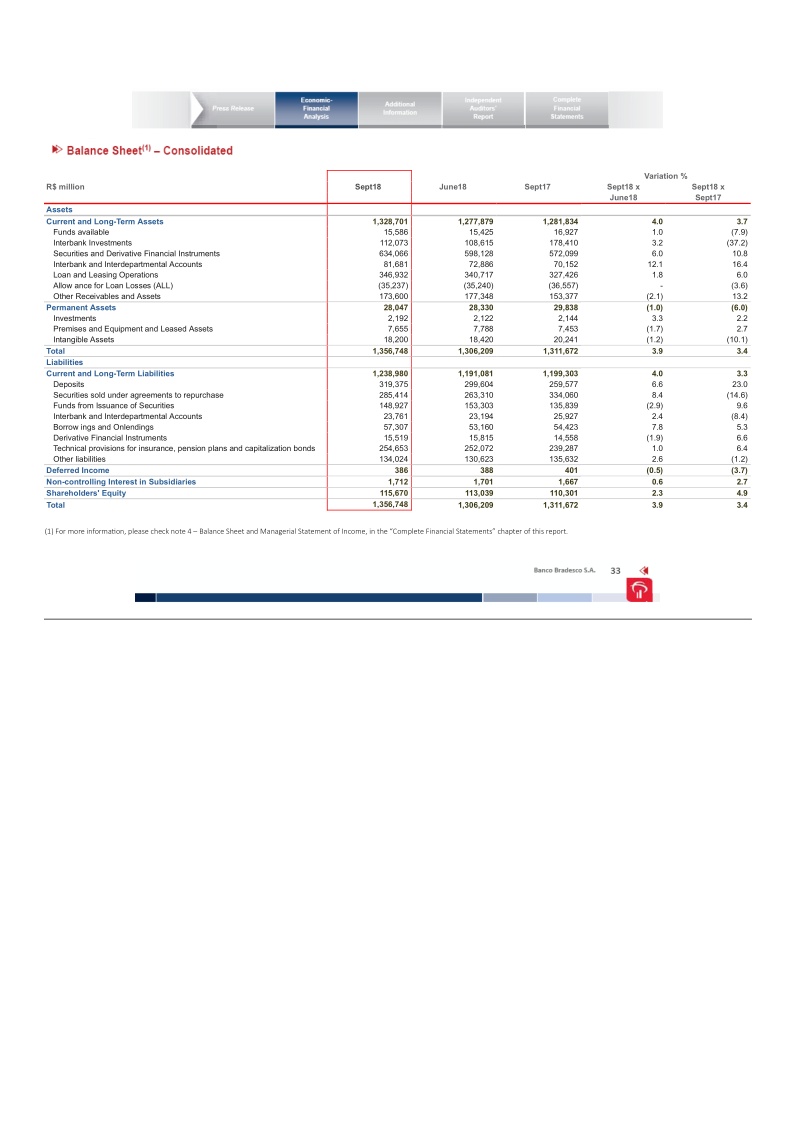 Press Release
Economic-
Financial
Analysis
Additional
Information
Independent
Auditors'
Report
Complete
Financial
Statements
Balance Sheet(1) – Consolidated
Variation %
R$ million Sept18 June18 Sept17 Sept18 x Sept18 x
June18 Sept17
Assets
Current and Long-Term Assets 1,328,701 1,277,879 1,281,834 4.0 3.7
Funds available 15,586 15,425 16,927 1.0 (7.9)
Interbank Investments 112,073 108,615 178,410 3.2 (37.2)
Securities and Derivative Financial Instruments 634,066 598,128 572,099 6.0 10.8
Interbank and Interdepartmental Accounts 81,681 72,886 70,152 12.1 16.4
Loan and Leasing Operations 346,932 340,717 327,426 1.8 6.0
Allow ance for Loan Losses (ALL) (35,237) (35,240) (36,557) - (3.6)
Other Receivables and Assets 173,600 177,348 153,377 (2.1) 13.2
Permanent Assets 28,047 28,330 29,838 (1.0) (6.0)
Investments 2,192 2,122 2,144 3.3 2.2
Premises and Equipment and Leased Assets 7,655 7,788 7,453 (1.7) 2.7
Intangible Assets 18,200 18,420 20,241 (1.2) (10.1)
Total 1,356,748 1,306,209 1,311,672 3.9 3.4
Liabilities
Current and Long-Term Liabilities 1,238,980 1,191,081 1,199,303 4.0 3.3
Deposits 319,375 299,604 259,577 6.6 23.0
Securities sold under agreements to repurchase 285,414 263,310 334,060 8.4 (14.6)
Funds from Issuance of Securities 148,927 153,303 135,839 (2.9) 9.6
Interbank and Interdepartmental Accounts 23,761 23,194 25,927 2.4 (8.4)
Borrow ings and Onlendings 57,307 53,160 54,423 7.8 5.3
Derivative Financial Instruments 15,519 15,815 14,558 (1.9) 6.6
Technical provisions for insurance, pension plans and capitalization bonds 254,653 252,072 239,287 1.0 6.4
Other liabilities 134,024 130,623 135,632 2.6 (1.2)
Deferred Income 386 388 401 (0.5) (3.7)
Non-controlling Interest in Subsidiaries 1,712 1,701 1,667 0.6 2.7
Shareholders' Equity 115,670 113,039 110,301 2.3 4.9
Total 1,356,748 1,306,209 1,311,672 3.9 3.4
(1) For more information, please check note 4 – Balance Sheet and Managerial Statement of Income, in the “Complete Financial Statements” chapter of this report.
Banco Bradesco S.A. 33